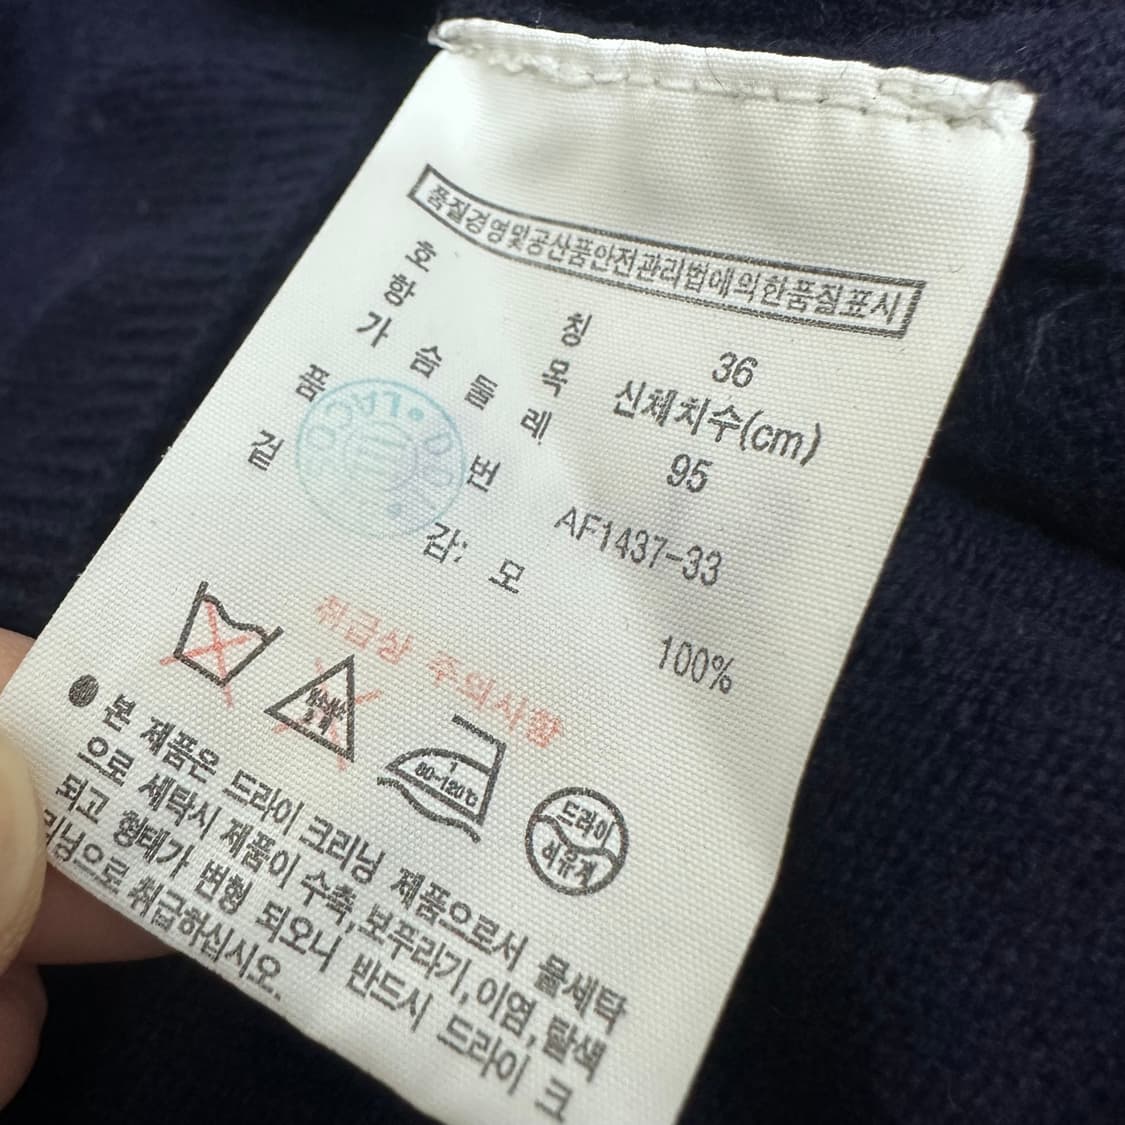 품질경영및공산품안전관리법에의한품질표시
호 칭 36
항 목 신체치수(cm)
가 슴 둘 레 95
품 번 AF1437-33
겉 감: 모 100%
취급상 주의사항
염소표백
1
80-120℃
드라이
석유계
● 본 제품은 드라이 크리닝 제품으로서 물세탁
으로 세탁시 제품이 수축,보푸라기,이염,탈색
되고 형태가 변형 되오니 반드시 드라이 크
리닝으로 취급하십시오.